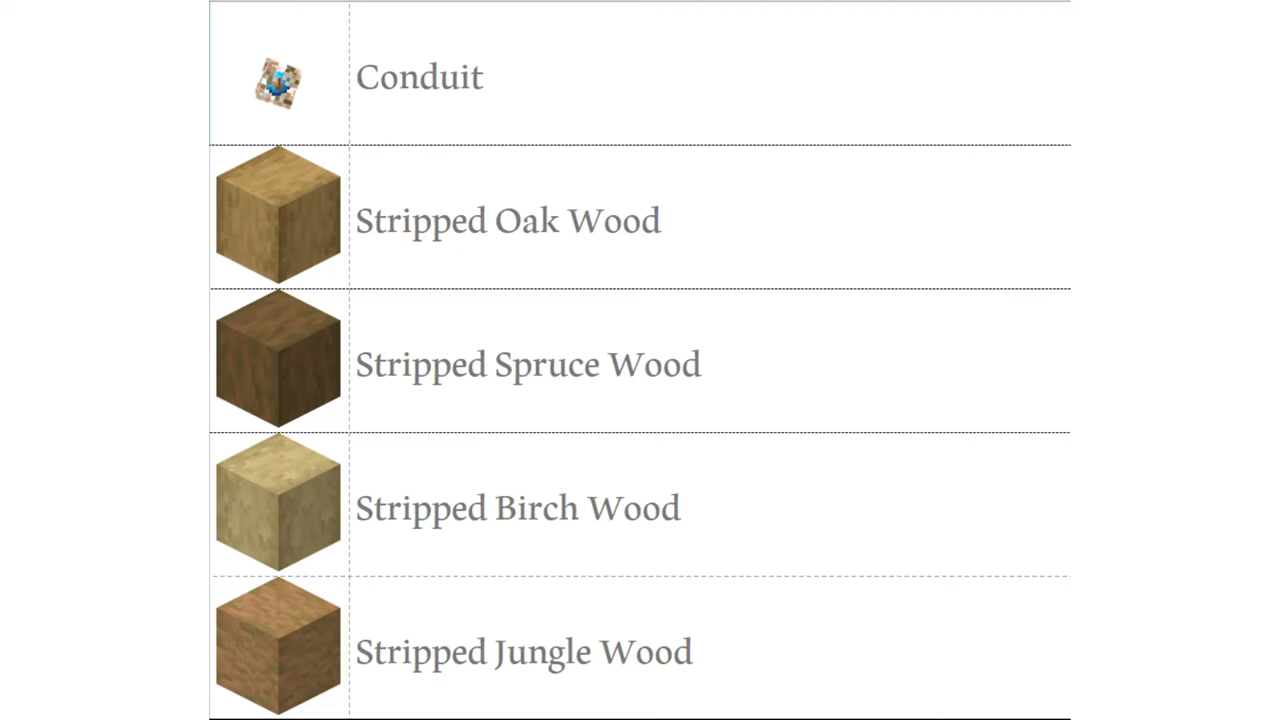 Conduit
Stripped Oak Wood
Stripped Spruce Wood
Stripped Birch Wood
Stripped Jungle Wood